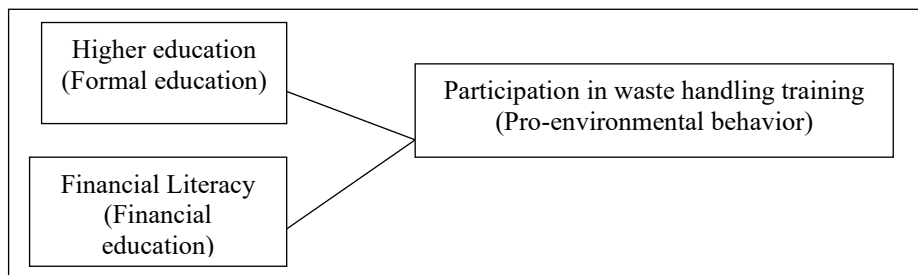 Higher education
(Formal education)
Participation in waste handling training
(Pro-environmental behavior)
Financial Literacy
(Financial
education)